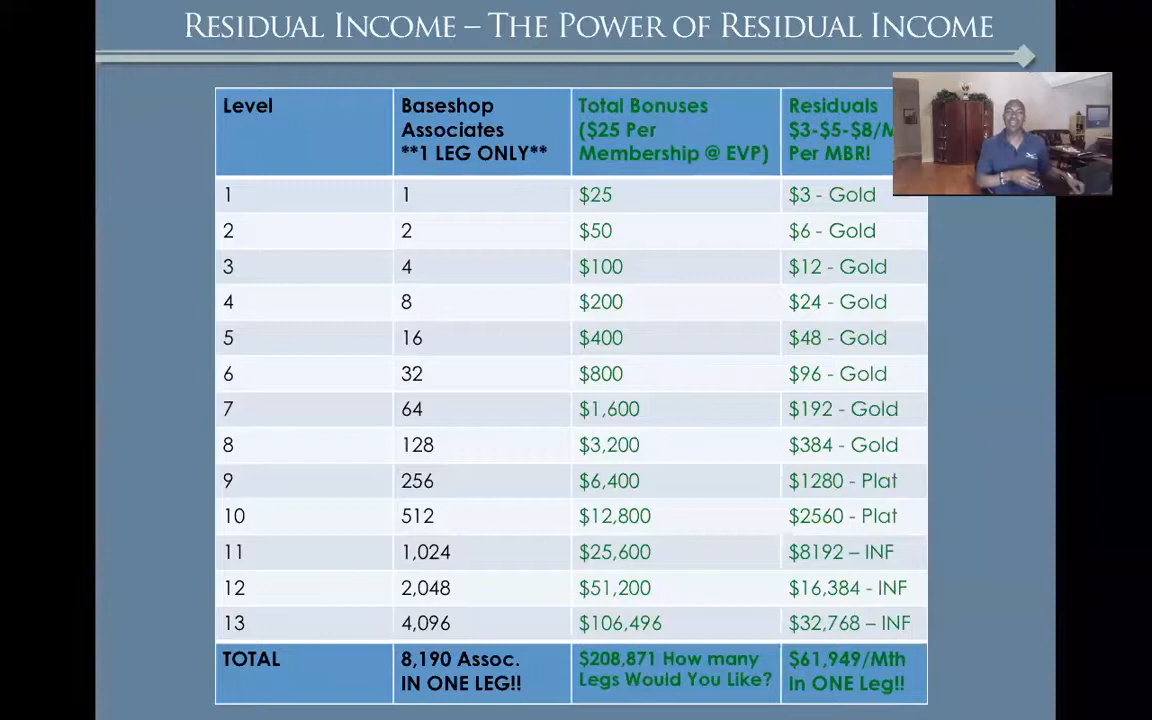 RESIDUAL INCOME – THE POWER OF RESIDUAL INCOME
Level
Baseshop
Associates
**1 LEG ONLY**
Total Bonuses
($25 Per
Membership @ EVP)
Residuals
$3-$5-$8/M
Per MBR!
1 1 $25 $3 - Gold
2 2 $50 $6 - Gold
3 4 $100 $12 - Gold
4 8 $200 $24 - Gold
5 16 $400 $48 - Gold
6 32 $800 $96 - Gold
7 64 $1,600 $192 - Gold
8 128 $3,200 $384 - Gold
9 256 $6,400 $1280 - Plat
10 512 $12,800 $2560 - Plat
11 1,024 $25,600 $8192 – INF
12 2,048 $51,200 $16,384 - INF
13 4,096 $106,496 $32,768 – INF
TOTAL
8,190 Assoc.
IN ONE LEG!!
$208,871 How many
Legs Would You Like?
$61,949/Mth
In ONE Leg!!